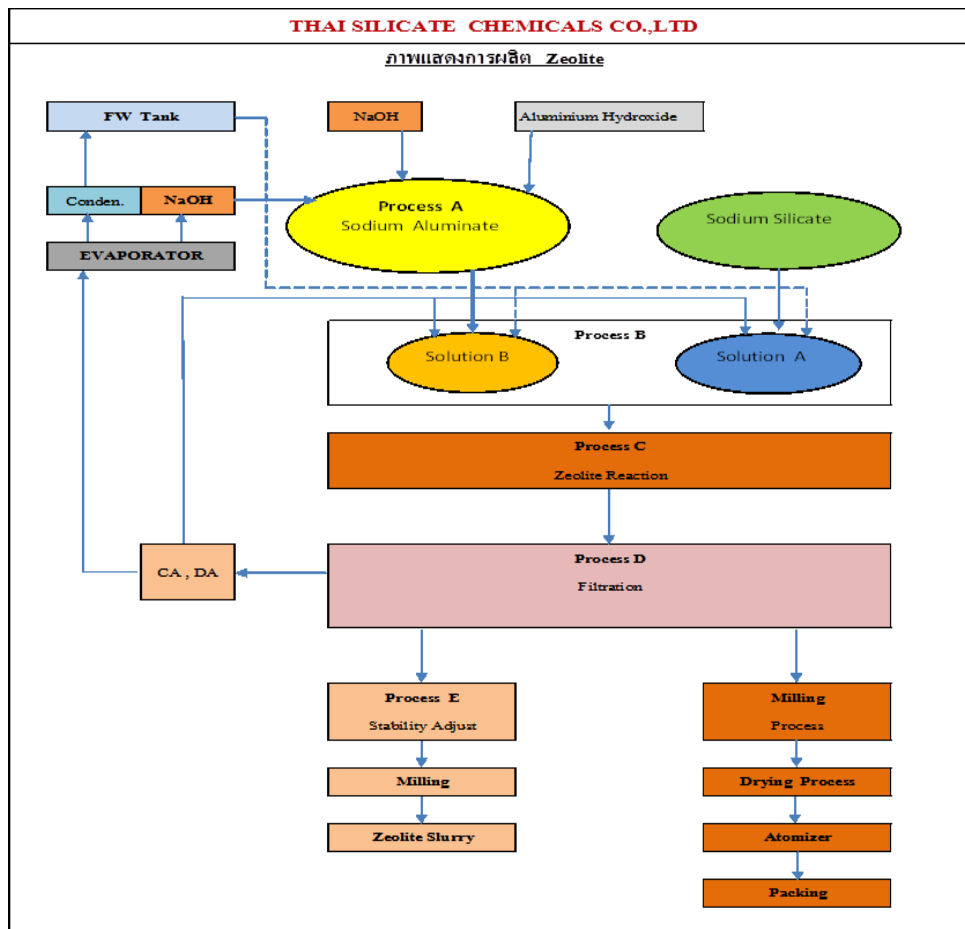 THAI SILICATE CHEMICALS CO.,LTD
ภาพแสดงการผลิต Zeolite
FW Tank
NaOH
Aluminium Hydroxide
Conden.
NaOH
Process A
Sodium Aluminate
Sodium Silicate
EVAPORATOR
Process B
Solution B
Solution A
Process C
Zeolite Reaction
CA , DA
Process D
Filtration
Process E
Stability Adjust
Milling
Process
Milling
Drying Process
Zeolite Slurry
Atomizer
Packing